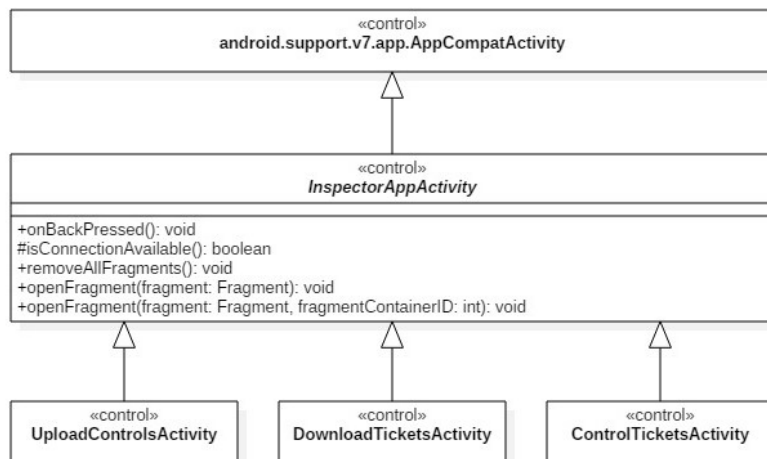 «control»
android.support.v7.app.AppCompatActivity
«control»
InspectorAppActivity
+onBackPressed(): void
#isConnectionAvailable(): boolean
+removeAllFragments(): void
+openFragment(fragment: Fragment): void
+openFragment(fragment: Fragment, fragmentContainerID: int): void
«control»
UploadControlsActivity
«control»
DownloadTicketsActivity
«control»
ControlTicketsActivity